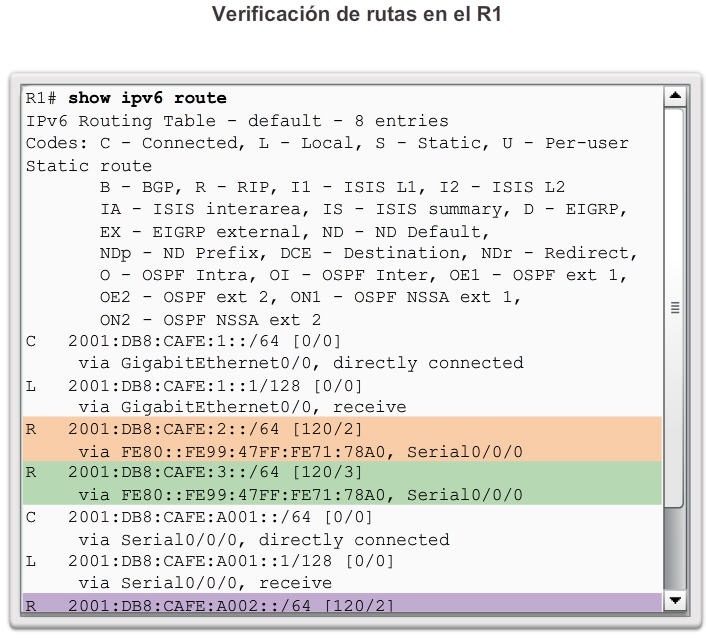 Verificación de rutas en el R1
R1# show ipv6 route
IPv6 Routing Table - default - 8 entries
Codes: C - Connected, L - Local, S - Static, U - Per-user
Static route
B - BGP, R - RIP, I1 - ISIS L1, I2 - ISIS L2
IA - ISIS interarea, IS - ISIS summary, D - EIGRP,
EX - EIGRP external, ND - ND Default,
NDp - ND Prefix, DCE - Destination, NDr - Redirect,
O - OSPF Intra, OI - OSPF Inter, OE1 - OSPF ext 1,
OE2 - OSPF ext 2, ON1 - OSPF NSSA ext 1,
ON2 - OSPF NSSA ext 2
C 2001:DB8:CAFE:1::/64 [0/0]
via GigabitEthernet0/0, directly connected
L 2001:DB8:CAFE:1::1/128 [0/0]
via GigabitEthernet0/0, receive
R 2001:DB8:CAFE:2::/64 [120/2]
via FE80::FE99:47FF:FE71:78A0, Serial0/0/0
R 2001:DB8:CAFE:3::/64 [120/3]
via FE80::FE99:47FF:FE71:78A0, Serial0/0/0
C 2001:DB8:CAFE:A001::/64 [0/0]
via Serial0/0/0, directly connected
L 2001:DB8:CAFE:A001::1/128 [0/0]
via Serial0/0/0, receive
R 2001:DB8:CAFE:A002::/64 [120/2]